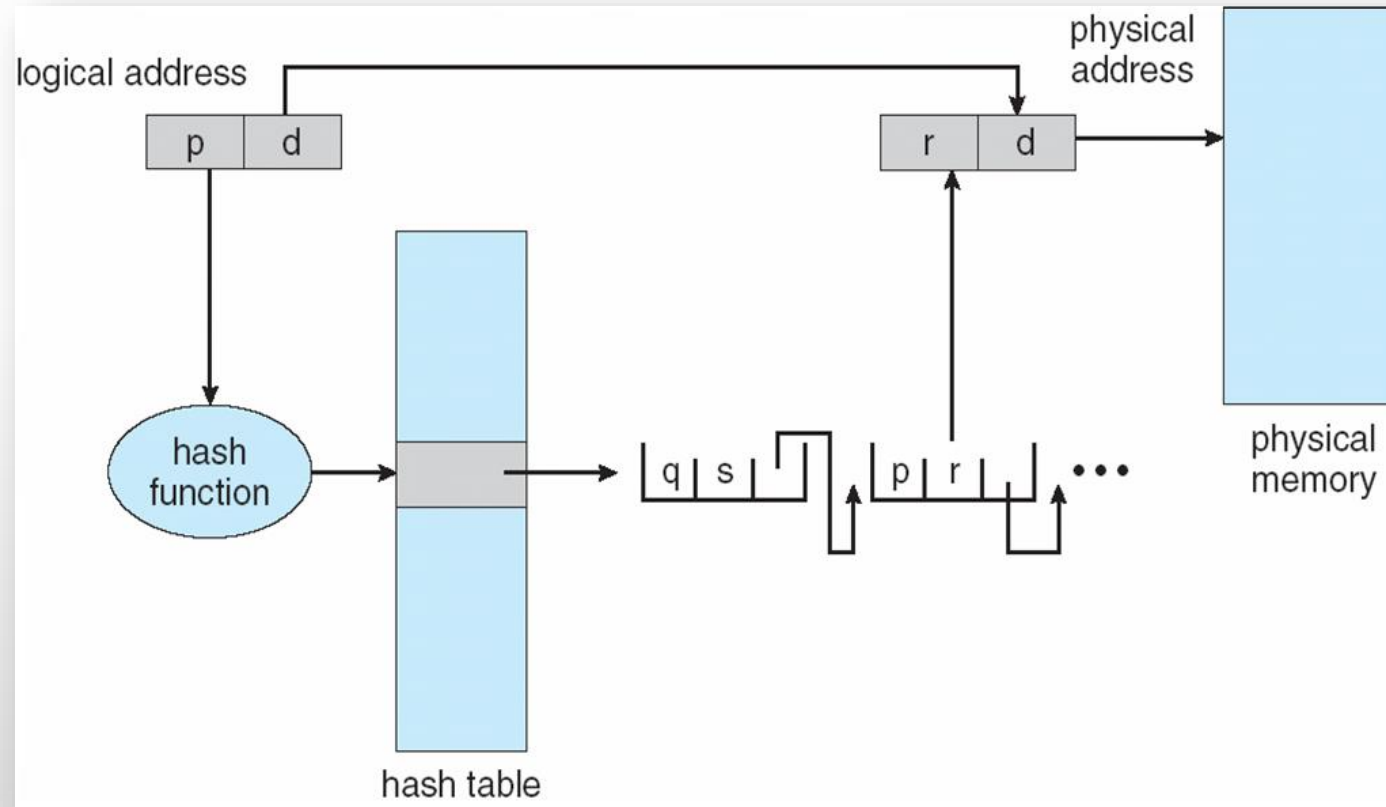 logical address
physical
address
p d
r d
hash
function
q s
p r
•••
physical
memory
hash table